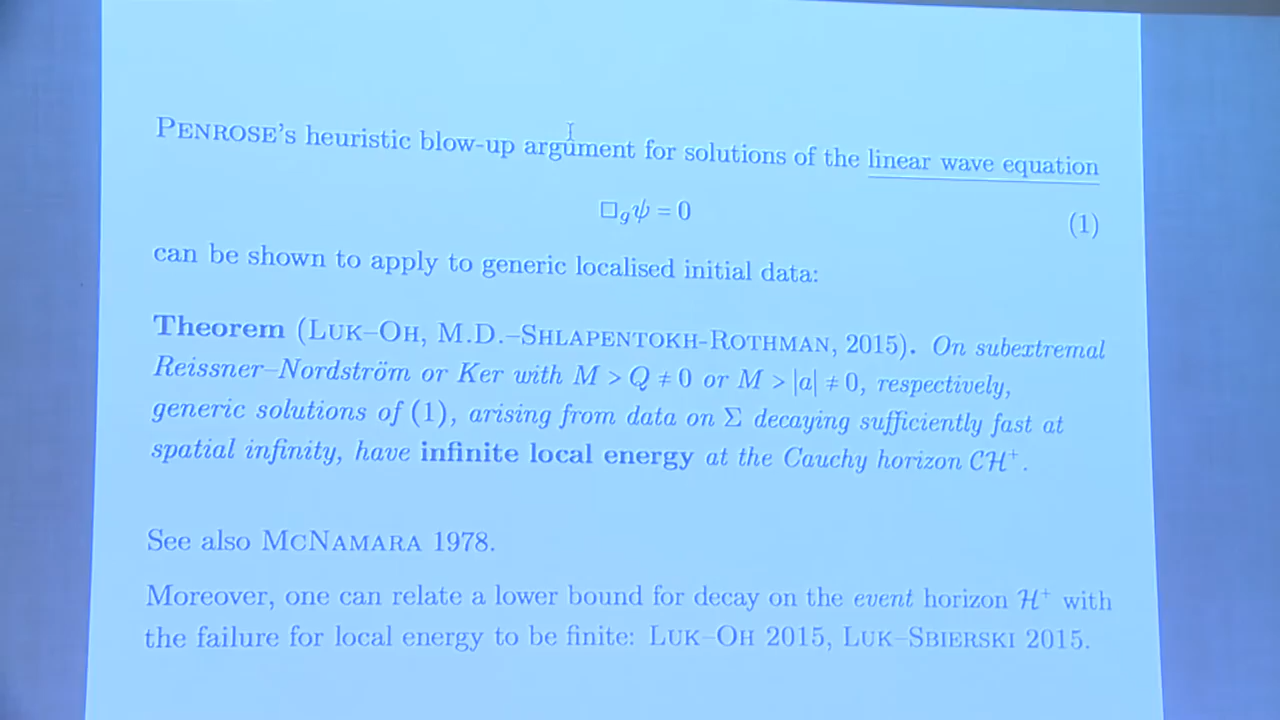 PENROSE's heuristic blow-up argument for solutions of the linear wave equation
□gψ = 0 (1)
can be shown to apply to generic localised initial data:
Theorem (LUK–OH, M.D.–SHLAPENTOKH-ROTHMAN, 2015). On subextremal
Reissner–Nordström or Kerr with M > Q ≠ 0 or M > |a| ≠ 0, respectively,
generic solutions of (1), arising from data on Σ decaying sufficiently fast at
spatial infinity, have infinite local energy at the Cauchy horizon CH⁺.
See also MCNAMARA 1978.
Moreover, one can relate a lower bound for decay on the event horizon H⁺ with
the failure for local energy to be finite: LUK–OH 2015, LUK–SBIERSKI 2015.